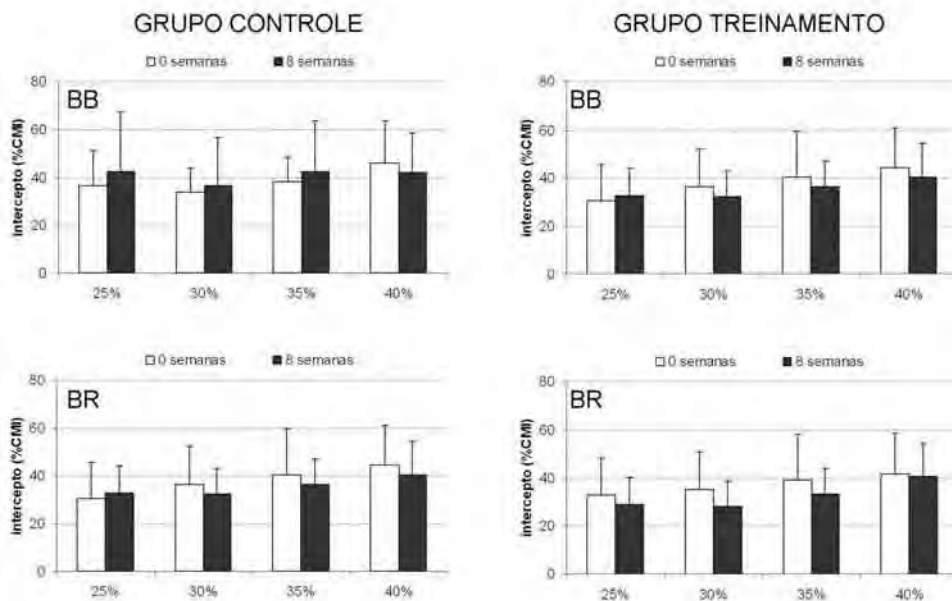 GRUPO CONTROLE
GRUPO TREINAMENTO
0 semanas 8 semanas
BB
intercepto (%CMI)
80
60
40
20
0
25% 30% 35% 40%
0 semanas 8 semanas
BB
intercepto (%CMI)
80
60
40
20
0
25% 30% 35% 40%
0 semanas 8 semanas
BR
intercepto (%CMI)
80
60
40
20
0
25% 30% 35% 40%
0 semanas 8 semanas
BR
intercepto (%CMI)
80
60
40
20
0
25% 30% 35% 40%